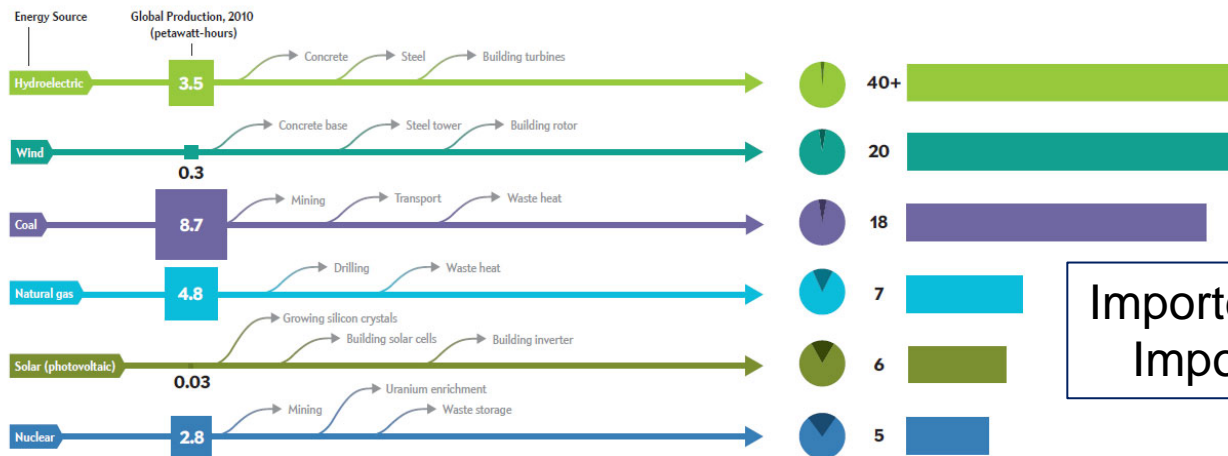 Energy Source
Global Production, 2010
(petawatt-hours)
Concrete
Steel
Building turbines
Hydroelectric
3.5
40+
Concrete base
Steel tower
Building rotor
Wind
0.3
20
Mining
Transport
Waste heat
Coal
8.7
18
Drilling
Waste heat
Natural gas
4.8
7
Growing silicon crystals
Building solar cells
Building inverter
Solar (photovoltaic)
0.03
6
Uranium enrichment
Mining
Waste storage
Nuclear
2.8
5